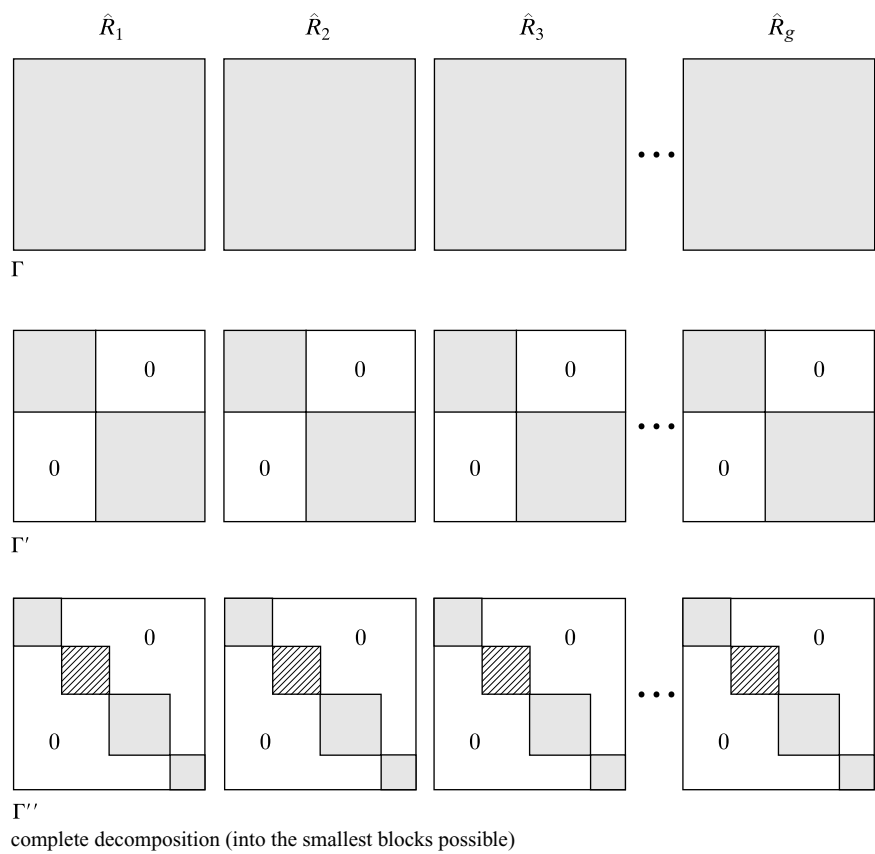 R̂₁ R̂₂ R̂₃ R̂g
• • •
Γ
0 0 0 0
• • •
0 0 0 0
Γ′
0 0 0 0
• • •
0 0 0 0
Γ′′
complete decomposition (into the smallest blocks possible)